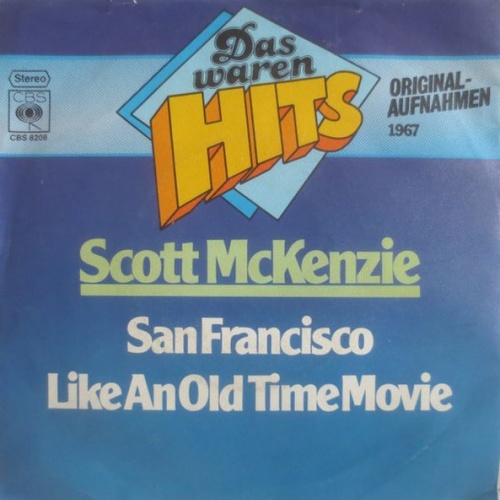 Das
waren
HITS
Stereo
CBS
CBS 8208
ORIGINAL-
AUFNAHMEN
1967
Scott McKenzie
San Francisco
Like An Old Time Movie